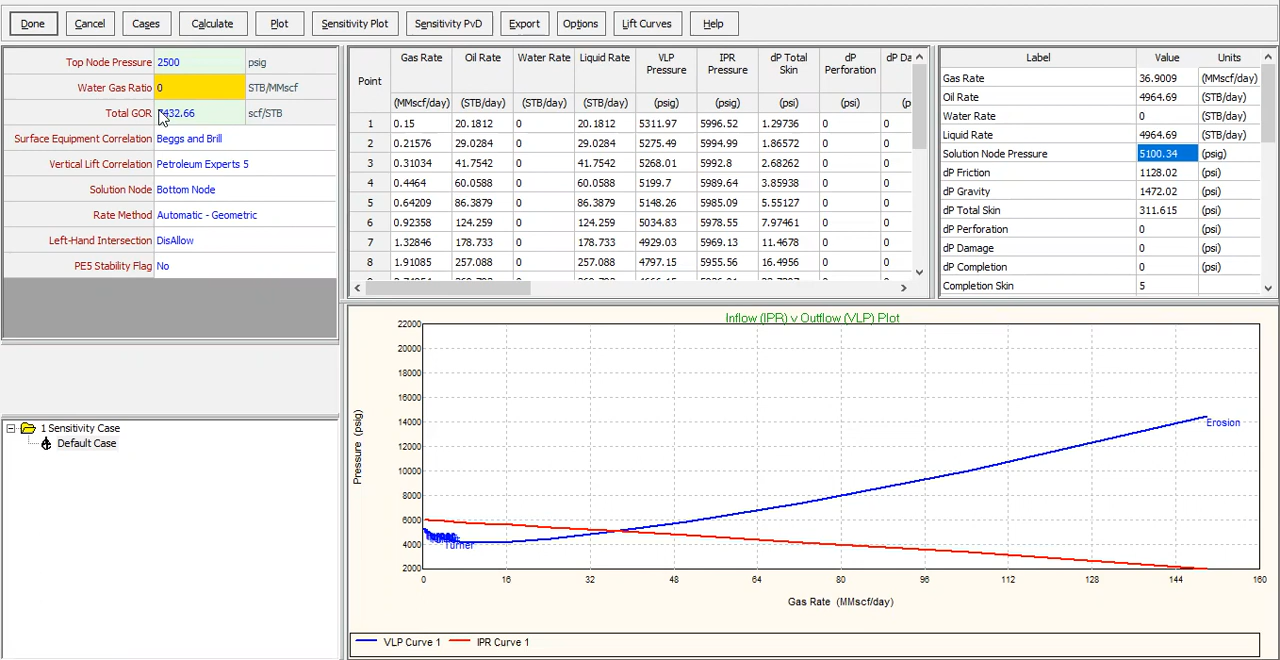 Done Cancel Cases Calculate Plot Sensitivity Plot Sensitivity PvD Export Options Lift Curves Help
Top Node Pressure 2500 psig
Water Gas Ratio 0 STB/MMscf
Total GOR 432.66 scf/STB
Surface Equipment Correlation Beggs and Brill
Vertical Lift Correlation Petroleum Experts 5
Solution Node Bottom Node
Rate Method Automatic - Geometric
Left-Hand Intersection DisAllow
PE5 Stability Flag No
1 Sensitivity Case
Default Case
Point Gas Rate Oil Rate Water Rate Liquid Rate VLP Pressure IPR Pressure dP Total Skin dP Perforation dP Da
(MMscf/day) (STB/day) (STB/day) (STB/day) (psig) (psig) (psi) (psi) (p
1 0.15 20.1812 0 20.1812 5311.97 5996.52 1.29736 0 0
2 0.21576 29.0284 0 29.0284 5275.49 5994.99 1.86572 0 0
3 0.31034 41.7542 0 41.7542 5268.01 5992.8 2.68262 0 0
4 0.4464 60.0588 0 60.0588 5199.7 5989.64 3.85938 0 0
5 0.64209 86.3879 0 86.3879 5148.26 5985.09 5.55127 0 0
6 0.92358 124.259 0 124.259 5034.83 5978.55 7.97461 0 0
7 1.32846 178.733 0 178.733 4929.03 5969.13 11.4678 0 0
8 1.91085 257.088 0 257.088 4797.15 5955.56 16.4956 0 0
Label Value Units
Gas Rate 36.9009 (MMscf/day)
Oil Rate 4964.69 (STB/day)
Water Rate 0 (STB/day)
Liquid Rate 4964.69 (STB/day)
Solution Node Pressure 5100.34 (psig)
dP Friction 1128.02 (psi)
dP Gravity 1472.02 (psi)
dP Total Skin 311.615 (psi)
dP Perforation 0 (psi)
dP Damage 0 (psi)
dP Completion 0 (psi)
Completion Skin 5
Inflow (IPR) v Outflow (VLP) Plot
Pressure (psig)
22000
20000
18000
16000
14000
12000
10000
8000
6000
4000
2000
Erosion
Turner
0 16 32 48 64 80 96 112 128 144 160
Gas Rate (MMscf/day)
VLP Curve 1 IPR Curve 1